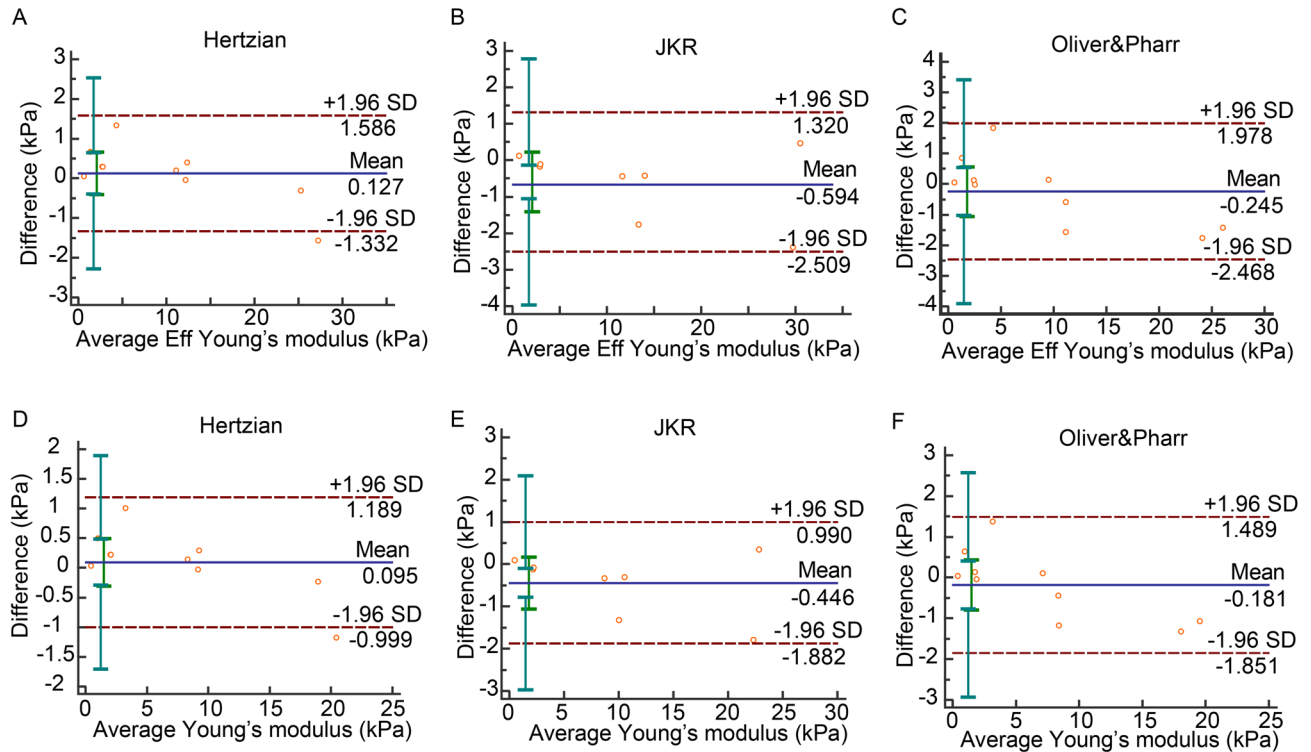 A
Hertzian
Difference (kPa)
3
2
1
0
-1
-2
-3
+1.96 SD
1.586
Mean
0.127
-1.96 SD
-1.332
0
10
20
30
Average Eff Young's modulus (kPa)
B
JKR
Difference (kPa)
3
2
1
0
-1
-2
-3
-4
+1.96 SD
1.320
Mean
-0.594
-1.96 SD
-2.509
0
10
20
30
Average Eff Young's modulus (kPa)
C
Oliver&Pharr
Difference (kPa)
4
3
2
1
0
-1
-2
-3
-4
+1.96 SD
1.978
Mean
-0.245
-1.96 SD
-2.468
0
5
10
15
20
25
30
Average Eff Young's modulus (kPa)
D
Hertzian
Difference (kPa)
2
1.5
1
0.5
0
-0.5
-1
-1.5
-2
+1.96 SD
1.189
Mean
0.095
-1.96 SD
-0.999
0
5
10
15
20
25
Average Young's modulus (kPa)
E
JKR
Difference (kPa)
3
2
1
0
-1
-2
-3
+1.96 SD
0.990
Mean
-0.446
-1.96 SD
-1.882
0
5
10
15
20
25
30
Average Young's modulus (kPa)
F
Oliver&Pharr
Difference (kPa)
3
2
1
0
-1
-2
-3
+1.96 SD
1.489
Mean
-0.181
-1.96 SD
-1.851
0
5
10
15
20
25
Average Young's modulus (kPa)